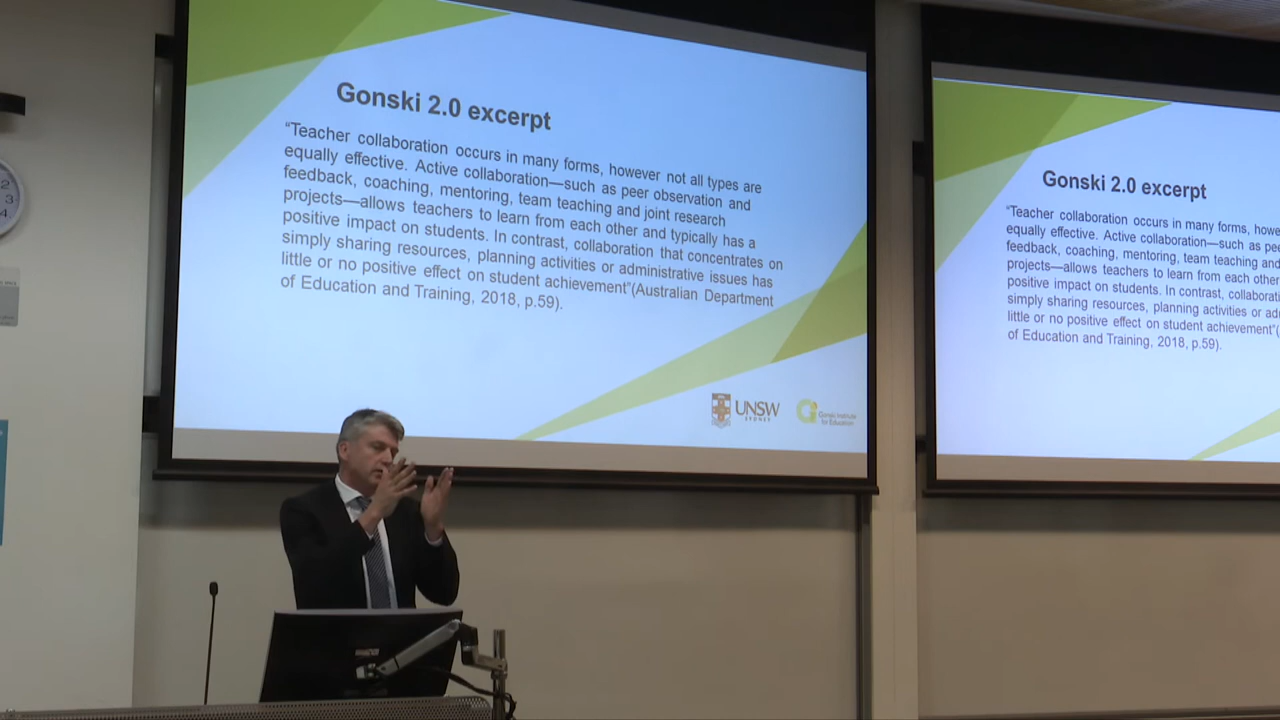 Gonski 2.0 excerpt
“Teacher collaboration occurs in many forms, however not all types are
equally effective. Active collaboration—such as peer observation and
feedback, coaching, mentoring, team teaching and joint research
projects—allows teachers to learn from each other and typically has a
positive impact on students. In contrast, collaboration that concentrates on
simply sharing resources, planning activities or administrative issues has
little or no positive effect on student achievement”(Australian Department
of Education and Training, 2018, p.59).
UNSW
SYDNEY
Gonski Institute
for Education
Gonski 2.0 excerpt
“Teacher collaboration occurs in many forms, howe
equally effective. Active collaboration—such as pe
feedback, coaching, mentoring, team teaching and
projects—allows teachers to learn from each other
positive impact on students. In contrast, collaborat
simply sharing resources, planning activities or ad
little or no positive effect on student achievement”(
of Education and Training, 2018, p.59).
2
3
4